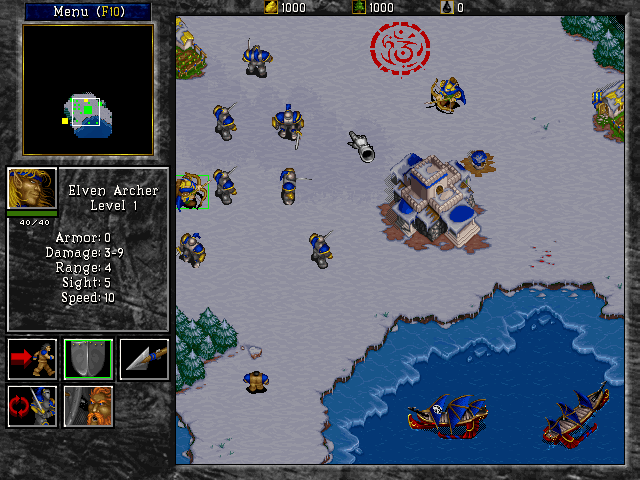 Menu (F10)
1000
1000
0
Elven Archer
Level 1
40/40
Armor: 0
Damage: 3-9
Range: 4
Sight: 5
Speed: 10